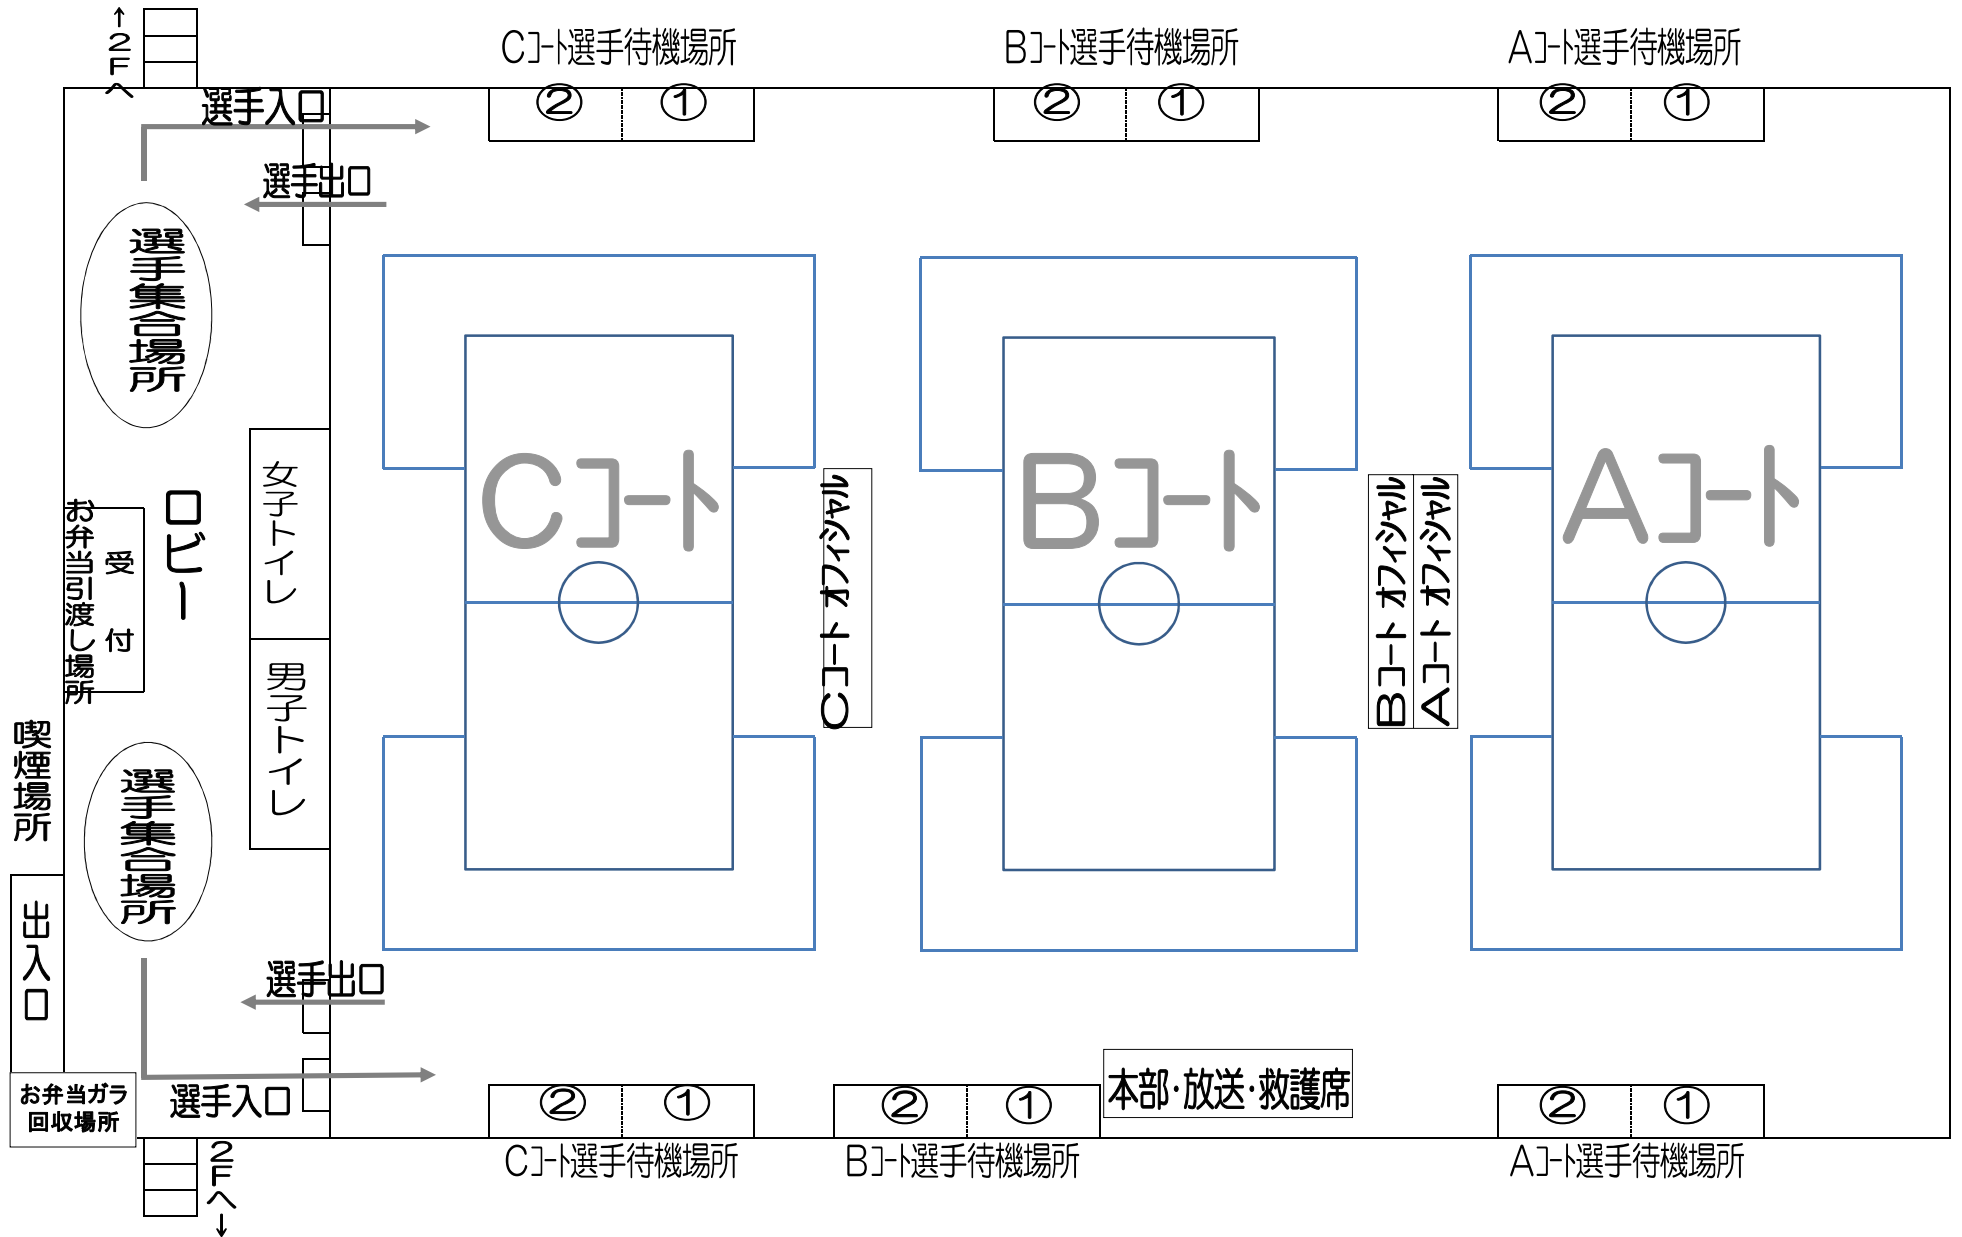 ↑2Fへ
Cコート選手待機場所
Bコート選手待機場所
Aコート選手待機場所
選手入口
② ①
② ①
② ①
選手出口
選手集合場所
女子トイレ
ロビー
お弁当引渡し場所
受付
男子トイレ
Cコート
Cコート オフィシャル
Bコート
Bコート オフィシャル
Aコート オフィシャル
Aコート
喫煙場所
選手集合場所
出入口
選手出口
お弁当ガラ
回収場所
選手入口
② ①
② ①
本部・放送・救護席
② ①
2Fへ↓
Cコート選手待機場所
Bコート選手待機場所
Aコート選手待機場所